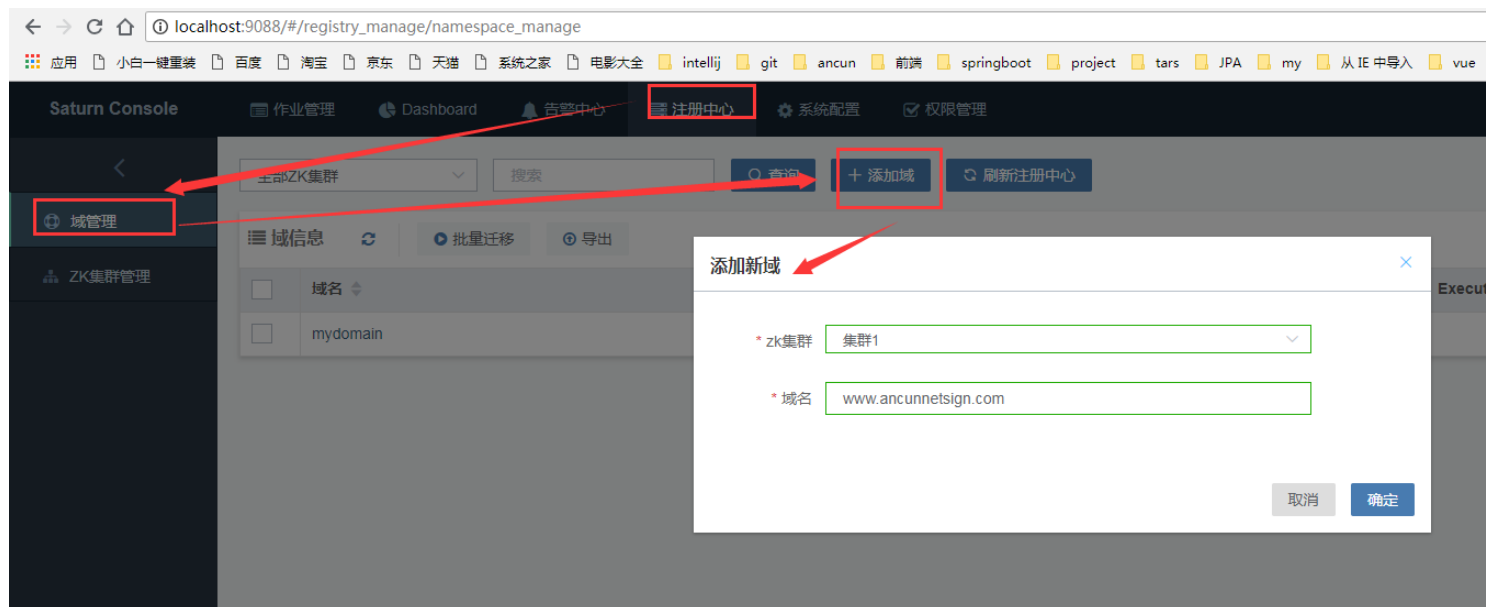 localhost:9088/#/registry_manage/namespace_manage
应用 小白一键重装 百度 淘宝 京东 天猫 系统之家 电影大全 intellij git ancun 前端 springboot project tars JPA my 从 IE 中导入 vue
Saturn Console 作业管理 Dashboard 告警中心 注册中心 系统配置 权限管理
全部ZK集群 搜索 查询 + 添加域 刷新注册中心
域管理
域信息 批量迁移 导出
ZK集群管理
域名 Execut
mydomain
添加新域
* zk集群 集群1
* 域名 www.ancunnetsign.com
取消 确定